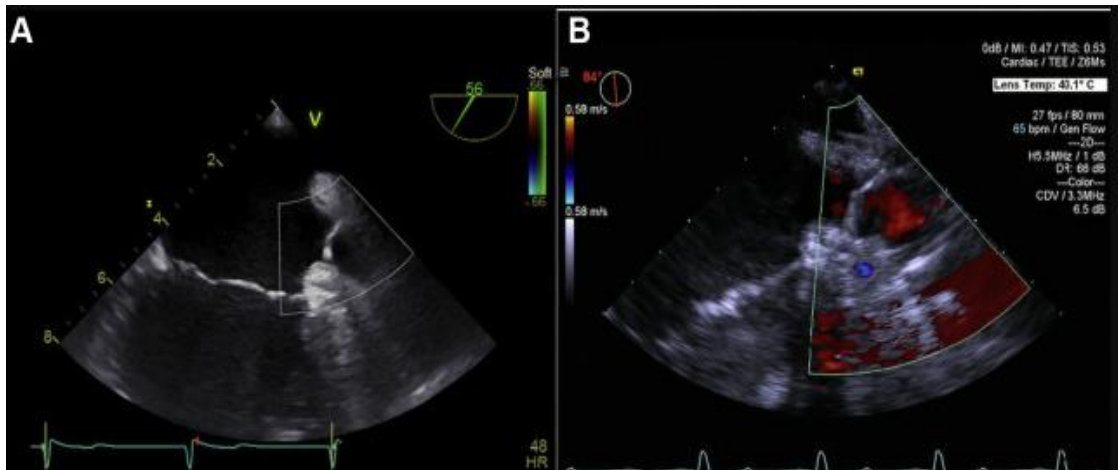 A
V
56
Soft
.66
-.66
2
4
6
8
48
HR
B
84°
0.58 m/s
0.58 m/s
0dB / MI: 0.47 / TIS: 0.53
Cardiac / TEE / Z6Ms
Lens Temp: 40.1° C
27 fps / 80 mm
65 bpm / Gen Flow
---2D---
H5.5MHz / 1 dB
DR: 66 dB
---Color---
CDV / 3.3MHz
6.5 dB